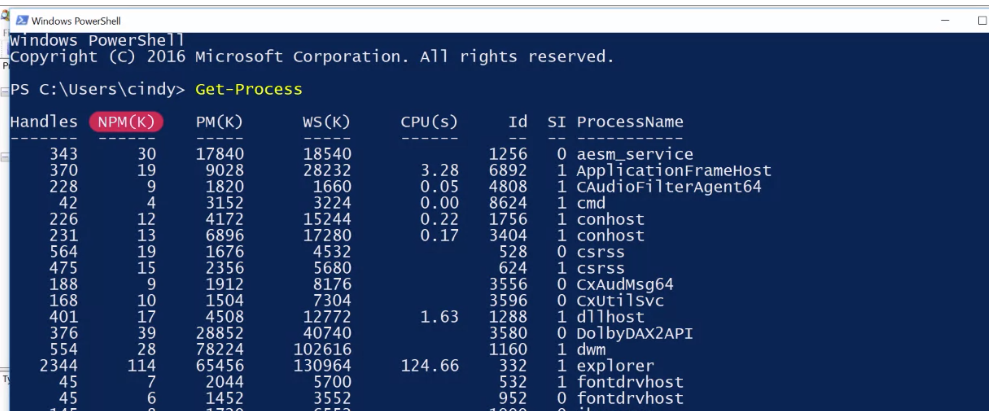 Windows PowerShell
Windows PowerShell
Copyright (C) 2016 Microsoft Corporation. All rights reserved.
PS C:\Users\cindy> Get-Process
Handles NPM(K) PM(K) WS(K) CPU(s) Id SI ProcessName
------- ------ ----- ----- ------ -- -- -----------
343 30 17840 18540 1256 0 aesm_service
370 19 9028 28232 3.28 6892 1 ApplicationFrameHost
228 9 1820 1660 0.05 4808 1 CAudioFilterAgent64
42 4 3152 3224 0.00 8624 1 cmd
226 12 4172 15244 0.22 1756 1 conhost
231 13 6896 17280 0.17 3404 1 conhost
564 19 1676 4532 528 0 csrss
475 15 2356 5680 624 1 csrss
188 9 1912 8176 3556 0 CxAudMsg64
168 10 1504 7304 3596 0 CxUtilSvc
401 17 4508 12772 1.63 1288 1 dllhost
376 39 28852 40740 3580 0 DolbyDAX2API
554 28 78224 102616 1160 1 dwm
2344 114 65456 130964 124.66 332 1 explorer
45 7 2044 5700 532 1 fontdrvhost
45 6 1452 3552 952 0 fontdrvhost